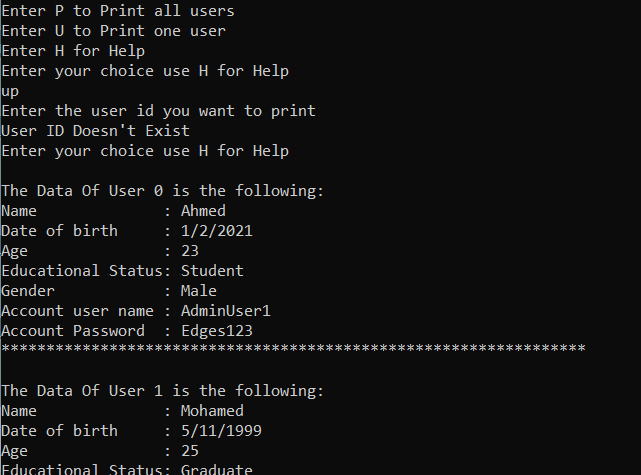 Enter P to Print all users
Enter U to Print one user
Enter H for Help
Enter your choice use H for Help
up
Enter the user id you want to print
User ID Doesn't Exist
Enter your choice use H for Help
The Data Of User 0 is the following:
Name              : Ahmed
Date of birth     : 1/2/2021
Age               : 23
Educational Status: Student
Gender            : Male
Account user name : AdminUser1
Account Password  : Edges123
*****************************************************************
The Data Of User 1 is the following:
Name              : Mohamed
Date of birth     : 5/11/1999
Age               : 25
Educational Status: Graduate